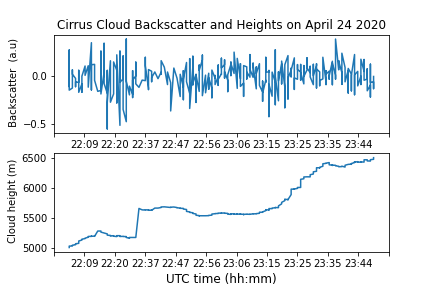 Cirrus Cloud Backscatter and Heights on April 24 2020
Backscatter (a.u)
0.0
−0.5
22:09 22:20 22:37 22:47 22:56 23:06 23:15 23:25 23:35 23:44
Cloud height (m)
6500
6000
5500
5000
22:09 22:20 22:37 22:47 22:56 23:06 23:15 23:25 23:35 23:44
UTC time (hh:mm)